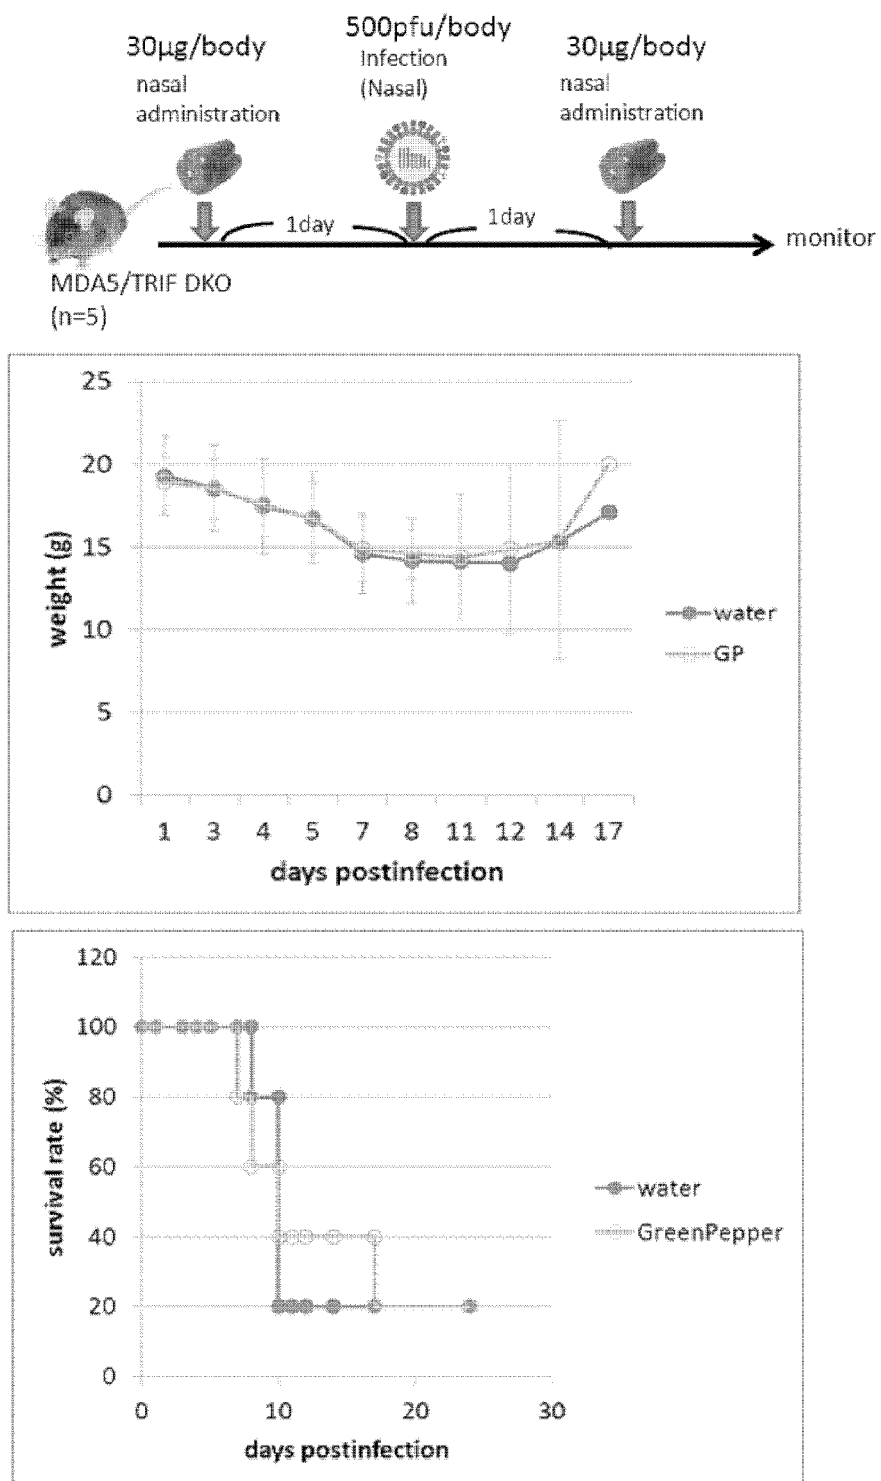 30µg/body
nasal
administration
500pfu/body
Infection
(Nasal)
30µg/body
nasal
administration
1day
1day
monitor
MDA5/TRIF DKO
(n=5)
25
20
15
10
5
0
weight (g)
1 3 4 5 7 8 11 12 14 17
days postinfection
water
GP
120
100
80
60
40
20
0
survival rate (%)
0 10 20 30
days postinfection
water
GreenPepper